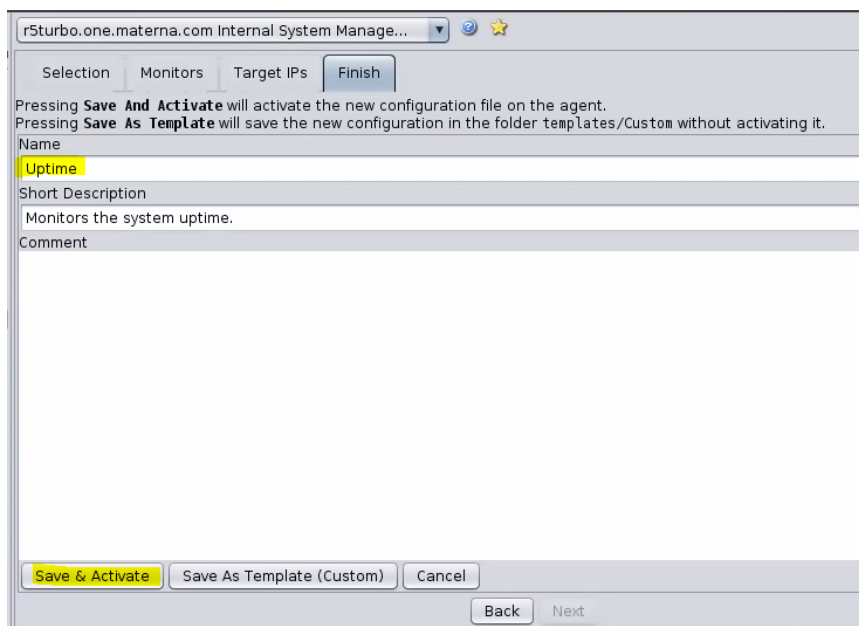 r5turbo.one.materna.com Internal System Manage...
Selection Monitors Target IPs Finish
Pressing Save And Activate will activate the new configuration file on the agent.
Pressing Save As Template will save the new configuration in the folder templates/Custom without activating it.
Name
Uptime
Short Description
Monitors the system uptime.
Comment
Save & Activate Save As Template (Custom) Cancel
Back Next